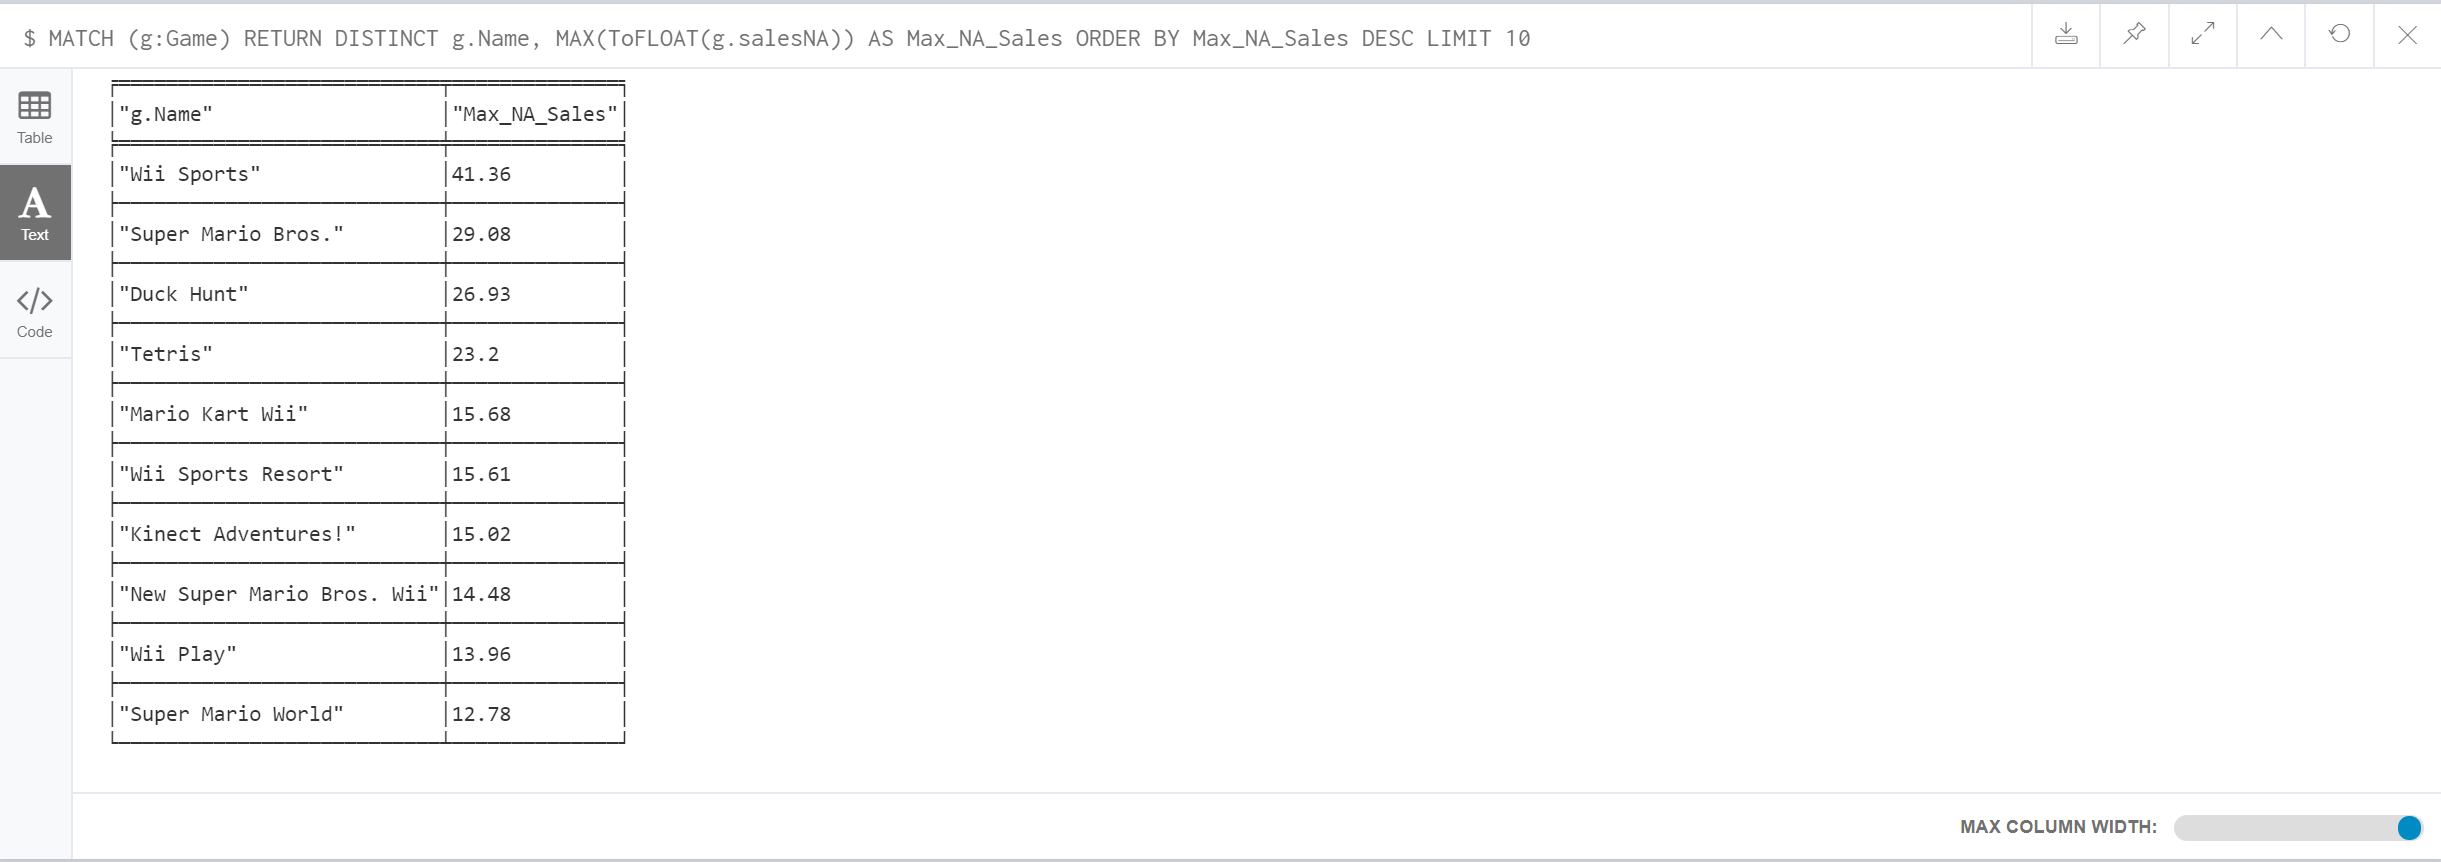 $ MATCH (g:Game) RETURN DISTINCT g.Name, MAX(ToFLOAT(g.salesNA)) AS Max_NA_Sales ORDER BY Max_NA_Sales DESC LIMIT 10
Table
Text
Code
"g.Name" "Max_NA_Sales"
"Wii Sports" 41.36
"Super Mario Bros." 29.08
"Duck Hunt" 26.93
"Tetris" 23.2
"Mario Kart Wii" 15.68
"Wii Sports Resort" 15.61
"Kinect Adventures!" 15.02
"New Super Mario Bros. Wii" 14.48
"Wii Play" 13.96
"Super Mario World" 12.78
MAX COLUMN WIDTH: